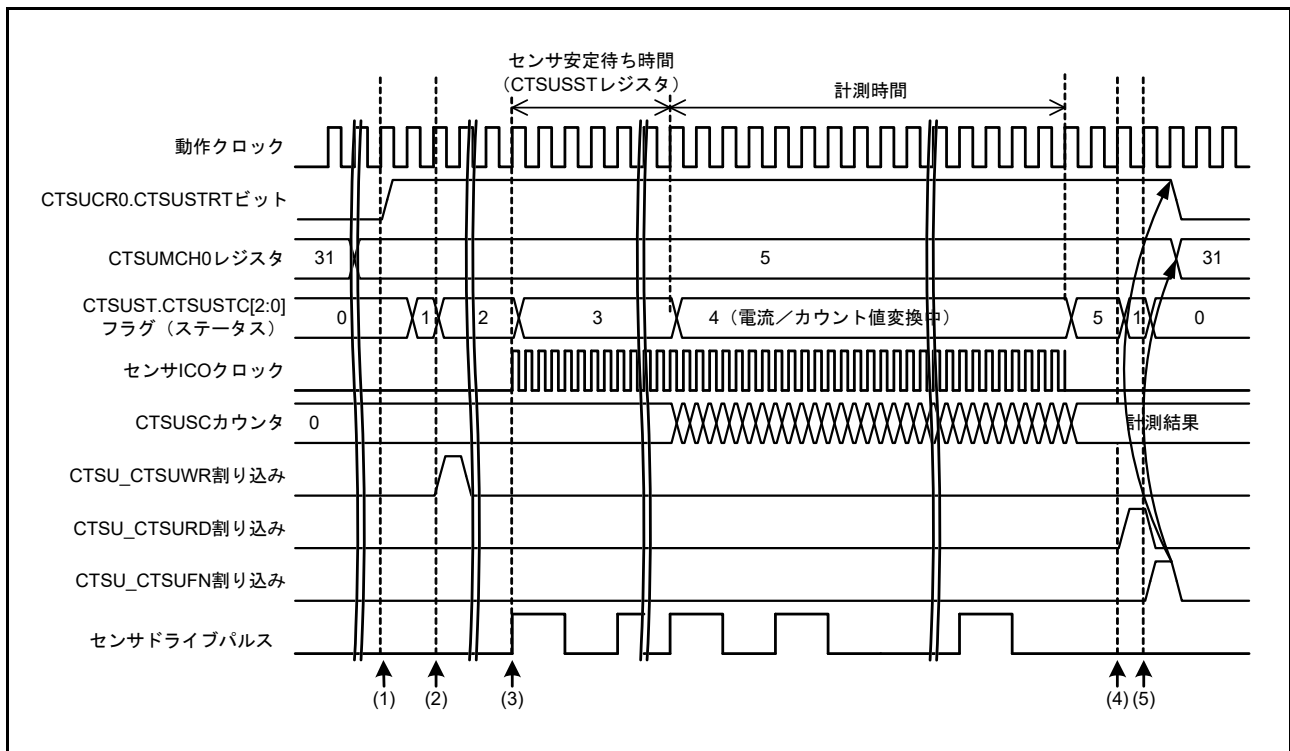 センサ安定待ち時間
（CTSUSSTレジスタ）
計測時間
動作クロック
CTSUCR0.CTSUSTRTビット
CTSUMCH0レジスタ
31
5
31
CTSUST.CTSUSTC[2:0]
フラグ（ステータス）
0
1
2
3
4（電流／カウント値変換中）
5
1
0
センサICOクロック
CTSUSCカウンタ
0
計測結果
CTSU_CTSUWR割り込み
CTSU_CTSURD割り込み
CTSU_CTSUFN割り込み
センサドライブパルス
(1)
(2)
(3)
(4)
(5)